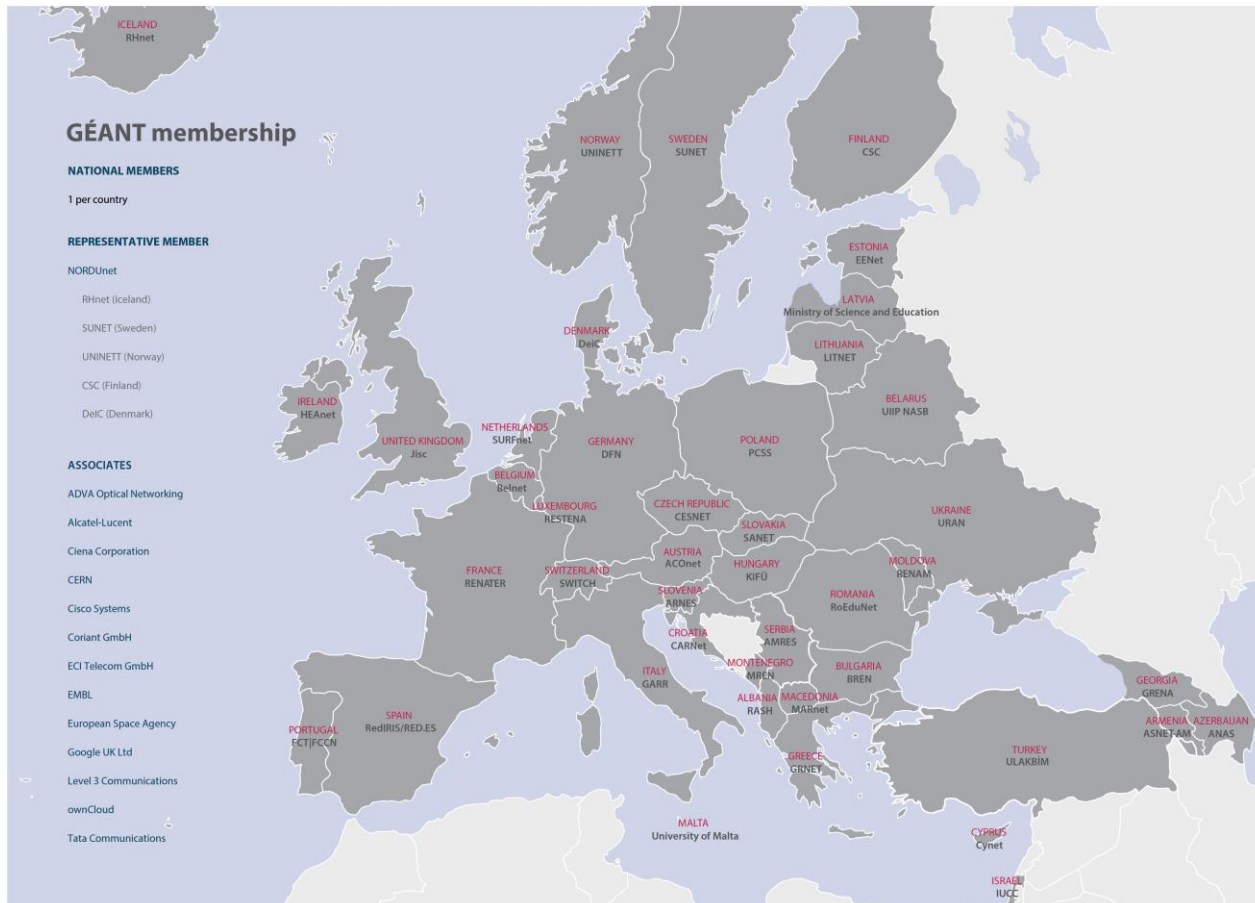 ICELAND
RHnet
GÉANT membership
NATIONAL MEMBERS
1 per country
REPRESENTATIVE MEMBER
NORDUnet
RHnet (Iceland)
SUNET (Sweden)
UNINETT (Norway)
CSC (Finland)
DeIC (Denmark)
ASSOCIATES
ADVA Optical Networking
Alcatel-Lucent
Ciena Corporation
CERN
Cisco Systems
Coriant GmbH
ECI Telecom GmbH
EMBL
European Space Agency
Google UK Ltd
Level 3 Communications
ownCloud
Tata Communications
NORWAY
UNINETT
SWEDEN
SUNET
FINLAND
CSC
ESTONIA
EENet
LATVIA
Ministry of Science and Education
DENMARK
DeiC
LITHUANIA
LITNET
BELARUS
UIIP NASB
IRELAND
HEAnet
UNITED KINGDOM
Jisc
NETHERLANDS
SURFnet
GERMANY
DFN
POLAND
PCSS
BELGIUM
Belnet
LUXEMBOURG
RESTENA
CZECH REPUBLIC
CESNET
SLOVAKIA
SANET
UKRAINE
URAN
AUSTRIA
ACOnet
HUNGARY
KIFÜ
MOLDOVA
RENAM
FRANCE
RENATER
SWITZERLAND
SWITCH
SLOVENIA
ARNES
ROMANIA
RoEduNet
CROATIA
CARNet
SERBIA
AMRES
ITALY
GARR
MONTENEGRO
MREN
BULGARIA
BREN
GEORGIA
GRENA
ALBANIA
RASH
MACEDONIA
MARnet
PORTUGAL
FCT|FCCN
SPAIN
RedIRIS/RED.ES
ARMENIA
ASNET-AM
AZERBAIJAN
ANAS
GREECE
GRNET
TURKEY
ULAKBİM
MALTA
University of Malta
CYPRUS
Cynet
ISRAEL
IUCC